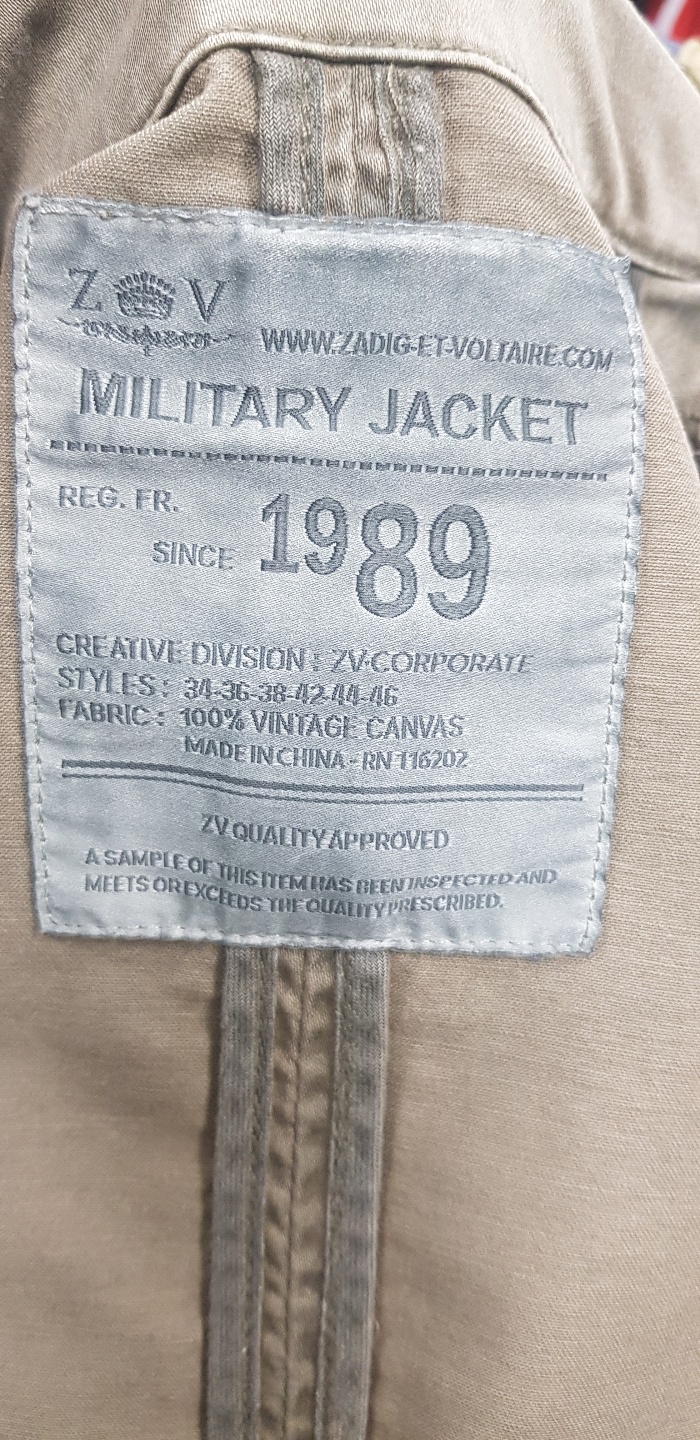 Z V
WWW.ZADIG-ET-VOLTAIRE.COM
MILITARY JACKET
REG. FR.
SINCE 1989
CREATIVE DIVISION : ZV-CORPORATE
STYLES : 34-36-38-42-44-46
FABRIC : 100% VINTAGE CANVAS
MADE IN CHINA - RN 116202
ZV QUALITY APPROVED
A SAMPLE OF THIS ITEM HAS BEEN INSPECTED AND
MEETS OR EXCEEDS THE QUALITY PRESCRIBED.